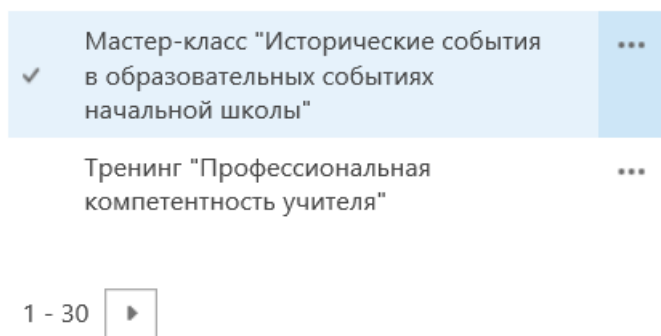 Мастер-класс "Исторические события
в образовательных событиях
начальной школы"
Тренинг "Профессиональная
компетентность учителя"
1 - 30